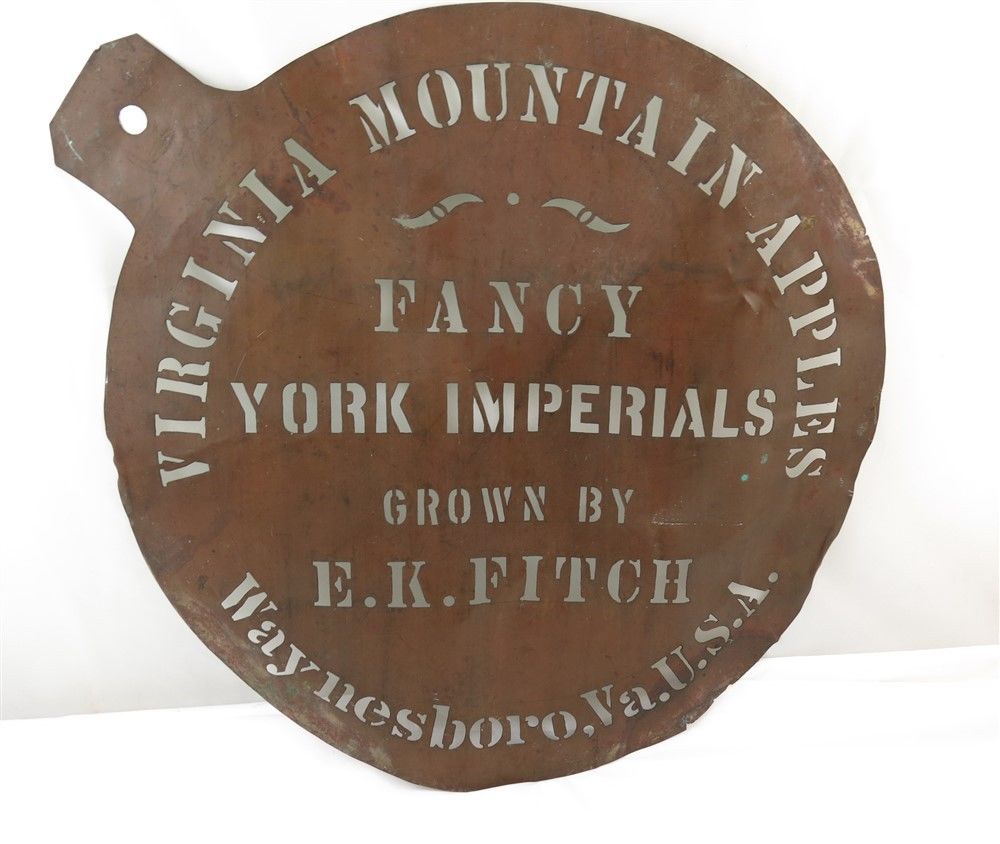 VIRGINIA MOUNTAIN APPLES
FANCY
YORK IMPERIALS
GROWN BY
E.K.FITCH
Waynesboro,Va.U.S.A.